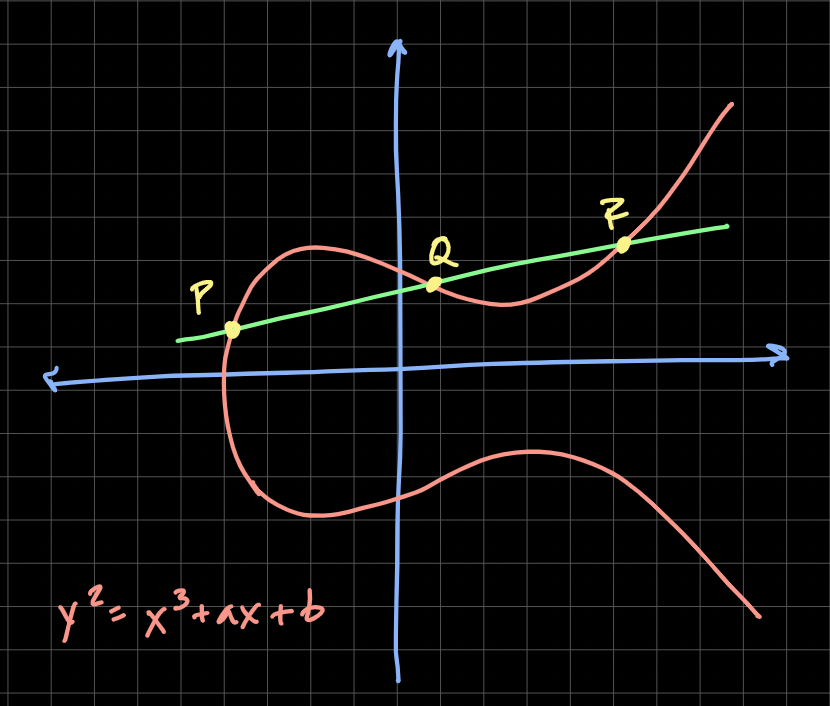 R
Q
P
y² = x³ + ax + b